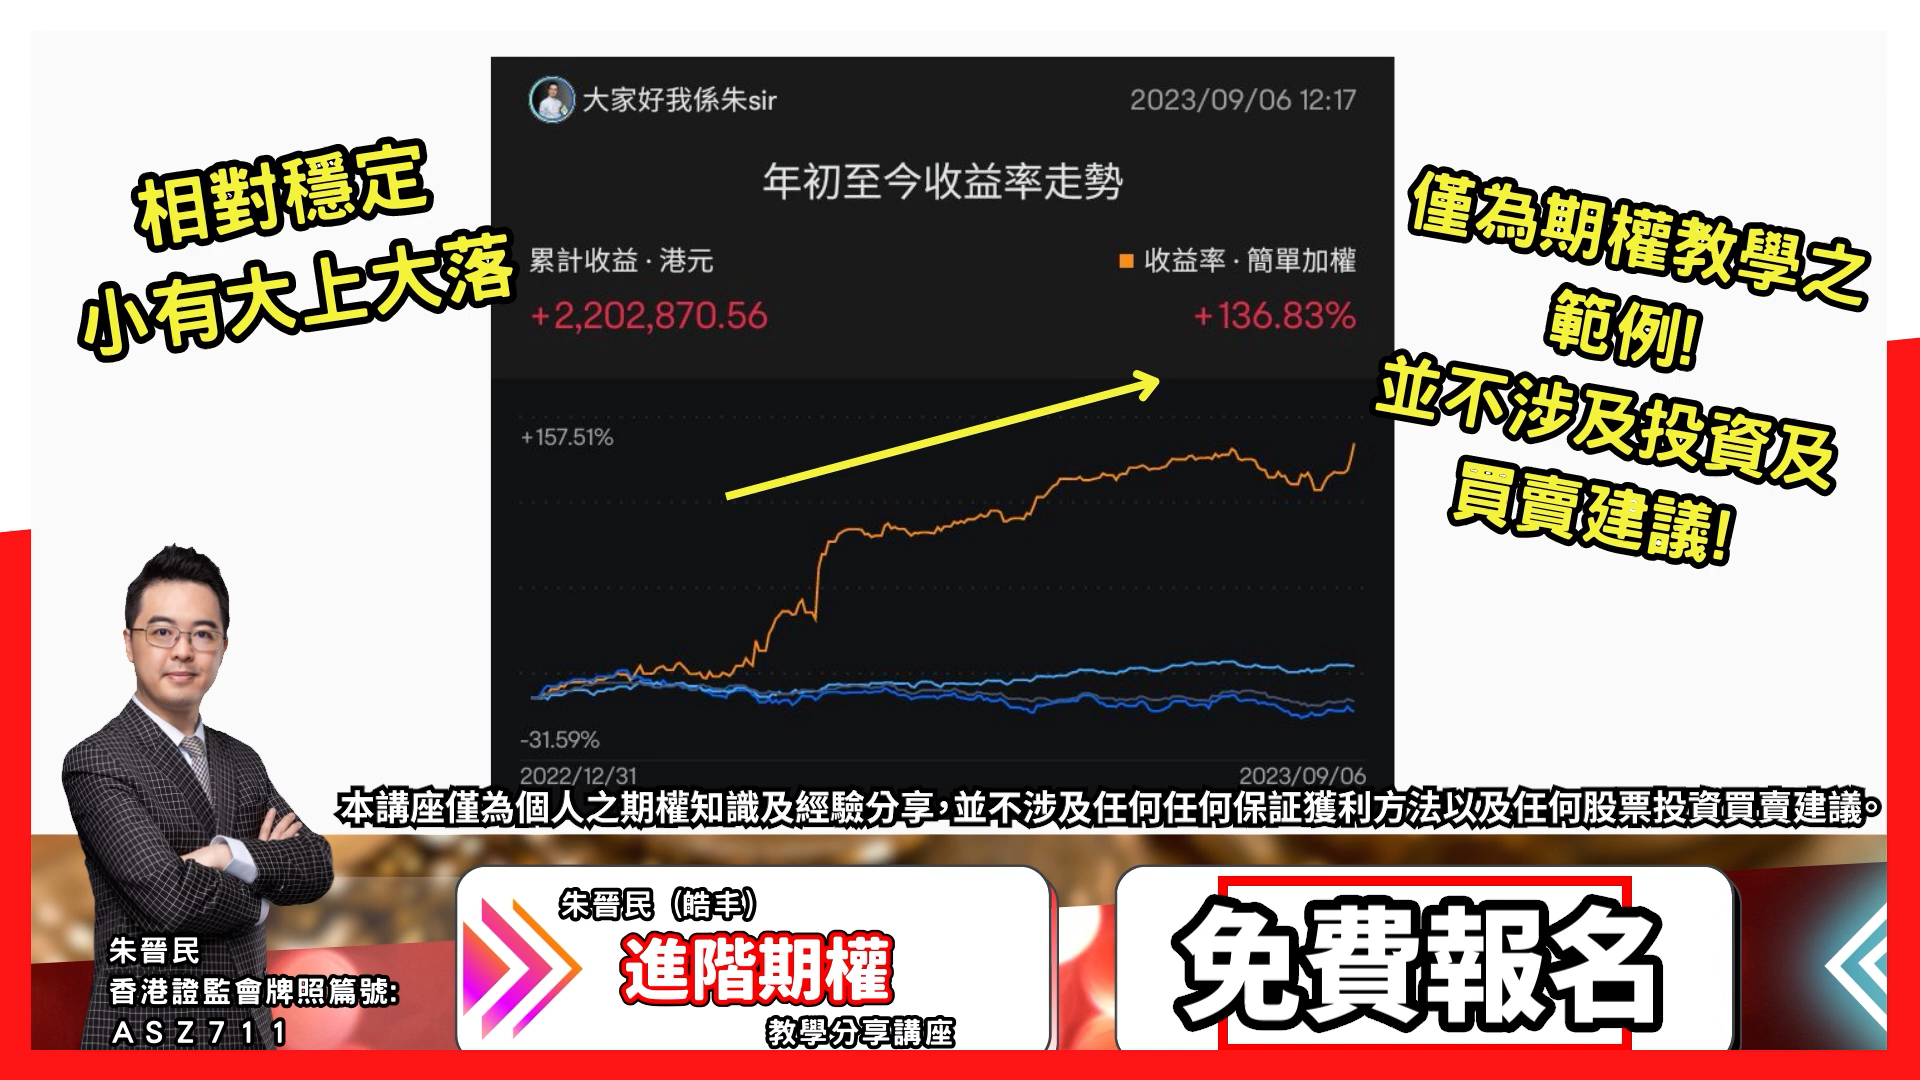 大家好我係朱sir
2023/09/06 12:17
年初至今收益率走勢
相對穩定
小有大上大落
累計收益 · 港元
+2,202,870.56
收益率 · 簡單加權
+136.83%
僅為期權教學之
範例!
並不涉及投資及
買賣建議!
+157.51%
-31.59%
2022/12/31
2023/09/06
本講座僅為個人之期權知識及經驗分享,並不涉及任何任何保証獲利方法以及任何股票投資買賣建議。
朱晉民
香港證監會牌照篇號:
ASZ711
朱晉民（皓丰）
進階期權
教學分享講座
免費報名